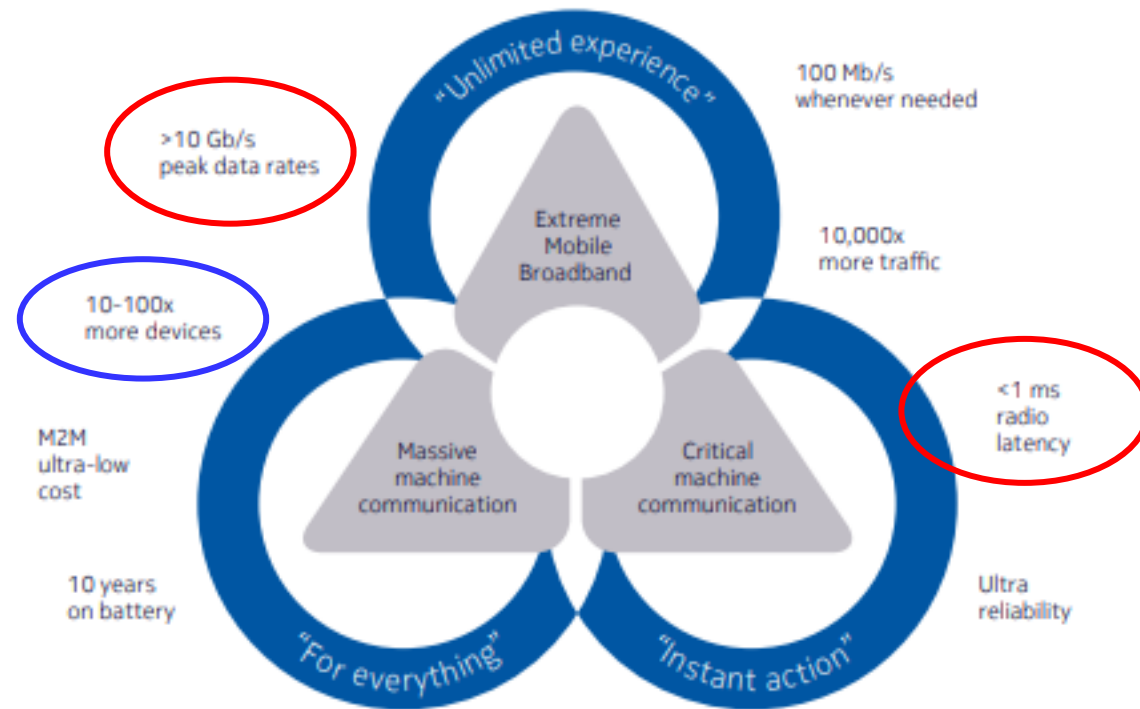 "Unlimited experience"
100 Mb/s
whenever needed
>10 Gb/s
peak data rates
Extreme
Mobile
Broadband
10,000x
more traffic
10-100x
more devices
<1 ms
radio
latency
M2M
ultra-low
cost
Massive
machine
communication
Critical
machine
communication
10 years
on battery
Ultra
reliability
"For everything"
"Instant action"